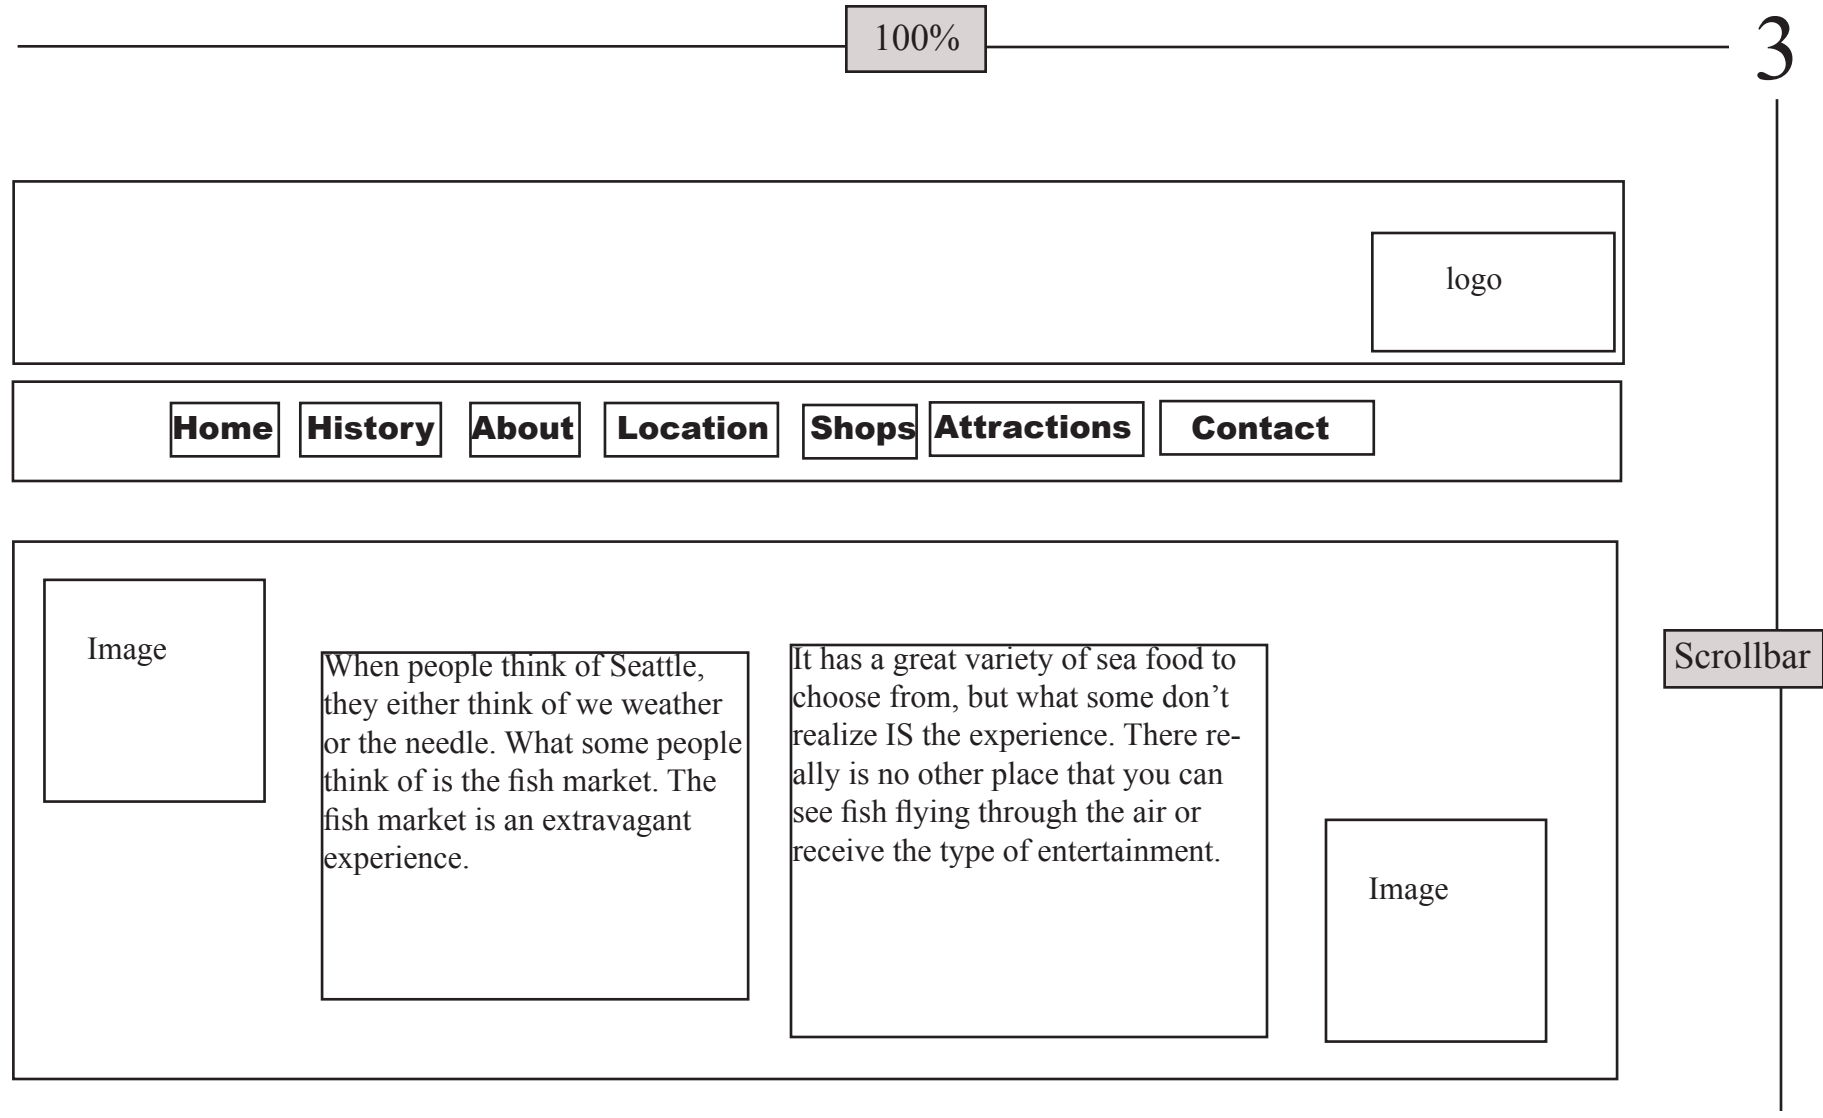 100%
3
logo
Home History About Location Shops Attractions Contact
Image
When people think of Seattle,
they either think of we weather
or the needle. What some people
think of is the fish market. The
fish market is an extravagant
experience.
It has a great variety of sea food to
choose from, but what some don’t
realize IS the experience. There re-
ally is no other place that you can
see fish flying through the air or
receive the type of entertainment.
Image
Scrollbar